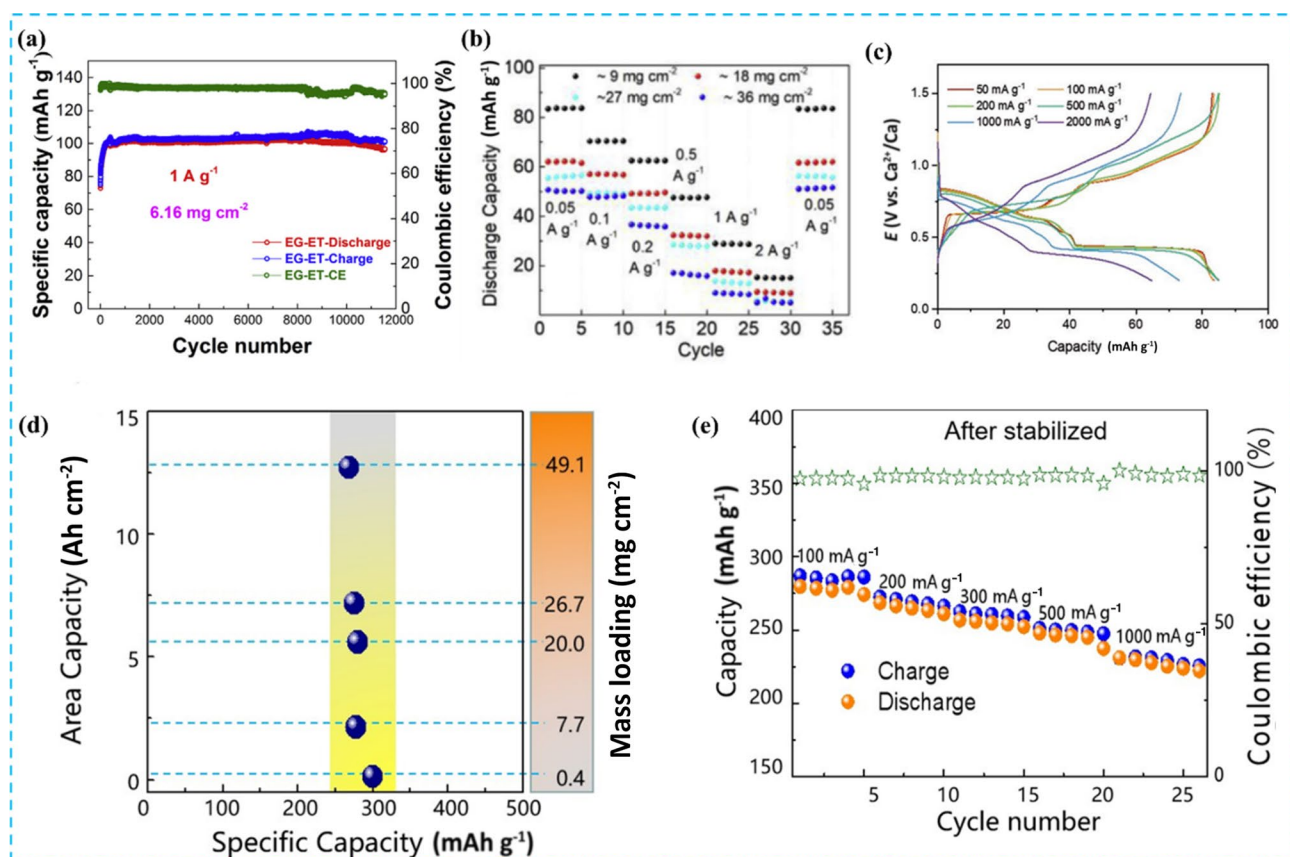 (a)
Specific capacity (mAh g⁻¹)
140
120
100
80
60
40
20
0
1 A g⁻¹
6.16 mg cm⁻²
EG-ET-Discharge
EG-ET-Charge
EG-ET-CE
0 2000 4000 6000 8000 10000 12000
Cycle number
100
80
60
40
20
0
Coulombic efficiency (%)
(b)
Discharge Capacity (mAh g⁻¹)
100
80
60
40
20
~ 9 mg cm⁻² ~ 18 mg cm⁻²
~27 mg cm⁻² ~ 36 mg cm⁻²
0.05
A g⁻¹
0.1
A g⁻¹
0.2
A g⁻¹
0.5
A g⁻¹
1 A g⁻¹
2 A g⁻¹
0.05
A g⁻¹
0 5 10 15 20 25 30 35
Cycle
(c)
E (V vs. Ca²⁺/Ca)
1.5
1.0
0.5
0.0
50 mA g⁻¹ 100 mA g⁻¹
200 mA g⁻¹ 500 mA g⁻¹
1000 mA g⁻¹ 2000 mA g⁻¹
0 20 40 60 80 100
Capacity (mAh g⁻¹)
(d)
Area Capacity (Ah cm⁻²)
15
13
5
0
0 100 200 300 400 500
Specific Capacity (mAh g⁻¹)
49.1
26.7
20.0
7.7
0.4
Mass loading (mg cm⁻²)
(e)
Capacity (mAh g⁻¹)
400
350
300
250
200
150
After stabilized
100 mA g⁻¹
200 mA g⁻¹
300 mA g⁻¹
500 mA g⁻¹
1000 mA g⁻¹
Charge
Discharge
5 10 15 20 25
Cycle number
100
50
0
Coulombic efficiency (%)